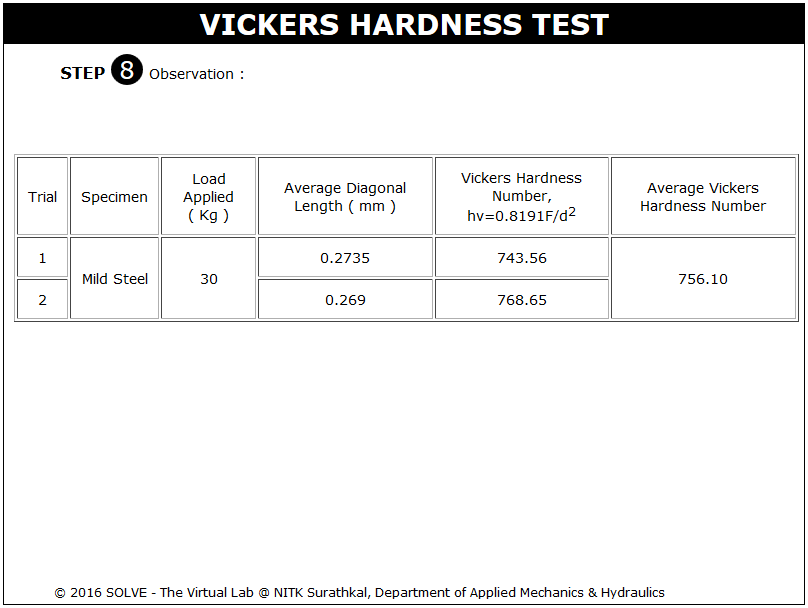 VICKERS HARDNESS TEST
STEP 8 Observation :
Trial
Specimen
Load
Applied
( Kg )
Average Diagonal
Length ( mm )
Vickers Hardness
Number,
hv=0.8191F/d2
Average Vickers
Hardness Number
1
Mild Steel
30
0.2735
743.56
756.10
2
0.269
768.65
© 2016 SOLVE - The Virtual Lab @ NITK Surathkal, Department of Applied Mechanics & Hydraulics